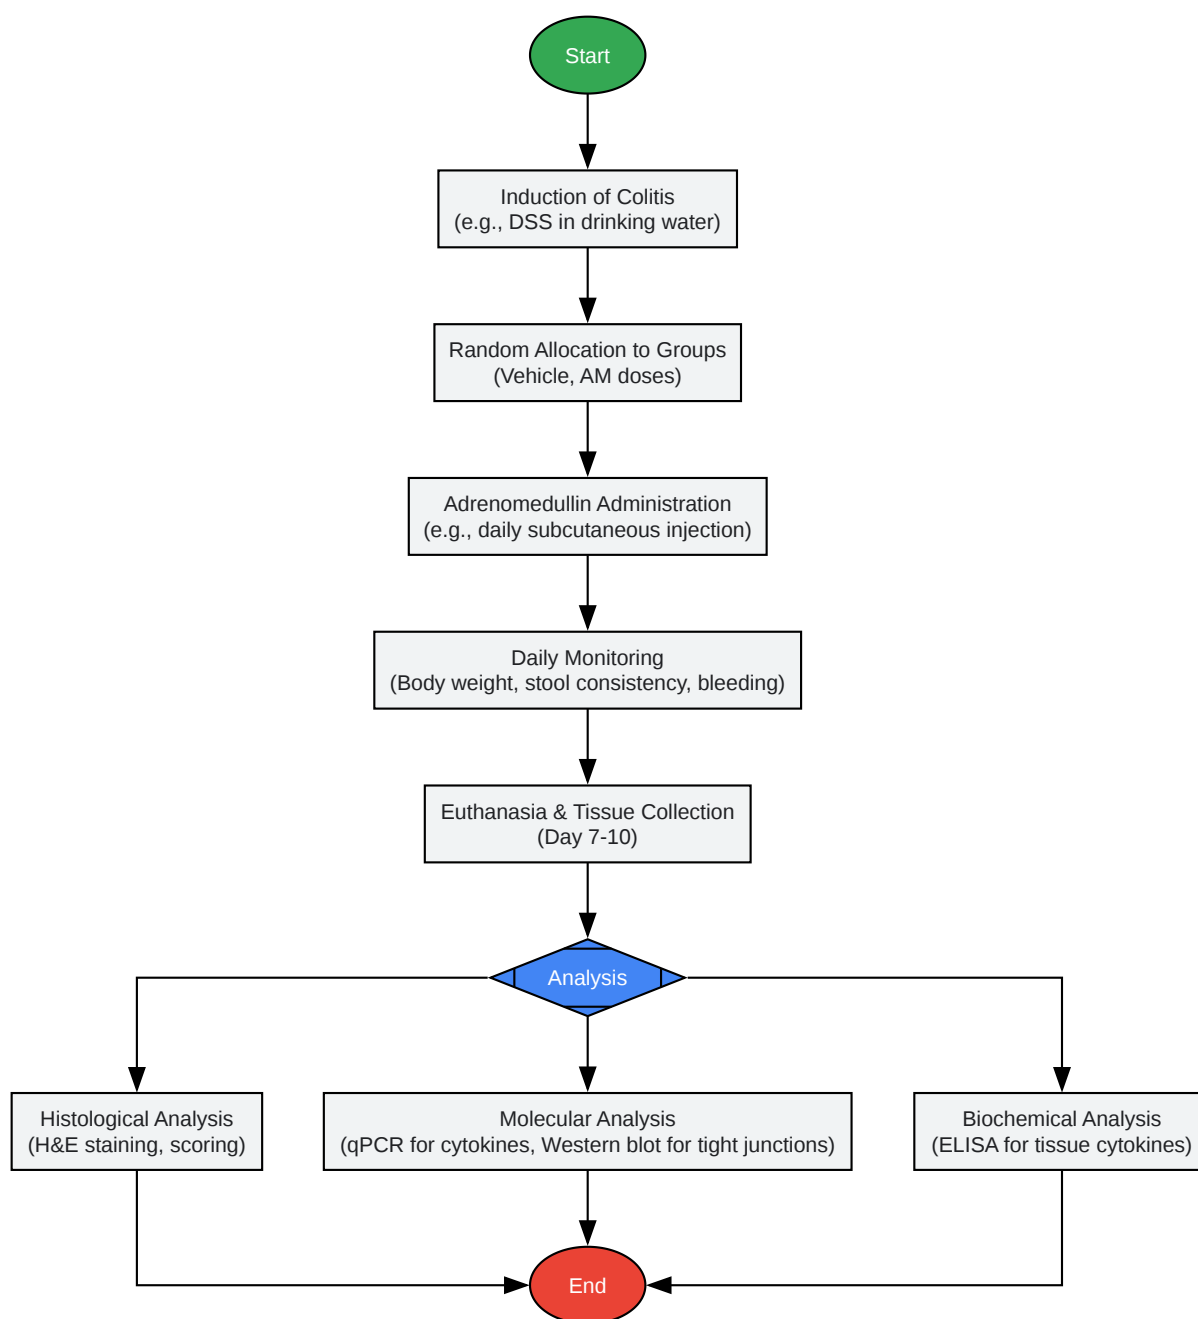 Start
Induction of Colitis
(e.g., DSS in drinking water)
Random Allocation to Groups
(Vehicle, AM doses)
Adrenomedullin Administration
(e.g., daily subcutaneous injection)
Daily Monitoring
(Body weight, stool consistency, bleeding)
Euthanasia & Tissue Collection
(Day 7-10)
Analysis
Histological Analysis
(H&E staining, scoring)
Molecular Analysis
(qPCR for cytokines, Western blot for tight junctions)
Biochemical Analysis
(ELISA for tissue cytokines)
End